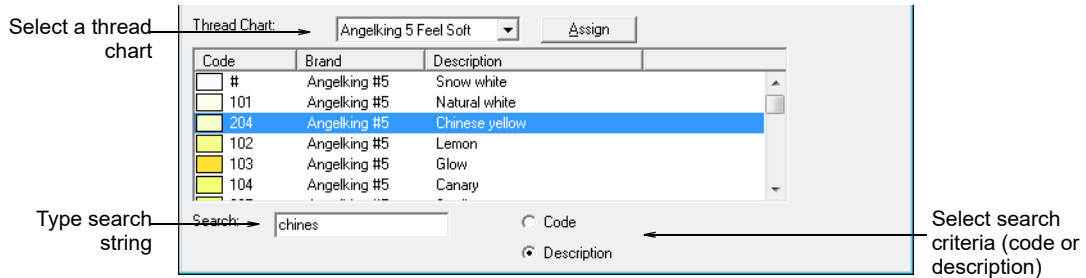 Select a thread
chart
Thread Chart: Angelking 5 Feel Soft Assign
Code Brand Description
# Angelking #5 Snow white
101 Angelking #5 Natural white
204 Angelking #5 Chinese yellow
102 Angelking #5 Lemon
103 Angelking #5 Glow
104 Angelking #5 Canary
Type search
string
Search: chines
Code
Description
Select search
criteria (code or
description)